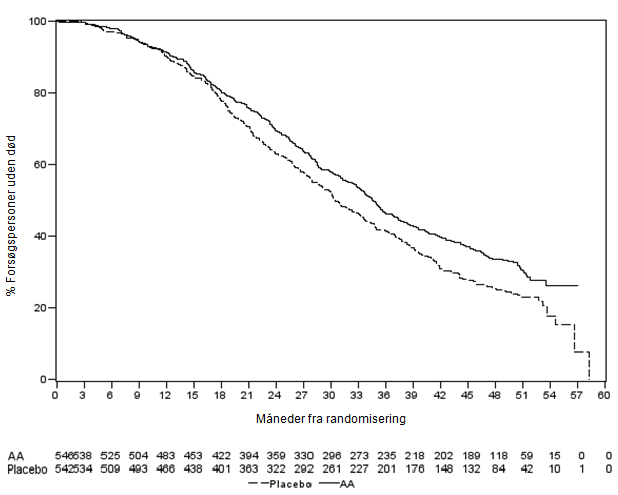 % Forsøgspersoner uden død
100
80
60
40
20
0
0 3 6 9 12 15 18 21 24 27 30 33 36 39 42 45 48 51 54 57 60
Måneder fra randomisering
AA 546 538 525 504 483 453 422 394 359 330 296 273 235 218 202 189 118 59 15 0 0
Placebo 542 534 509 493 466 438 401 363 322 292 261 227 201 176 148 132 84 42 10 1 0
Placebo AA